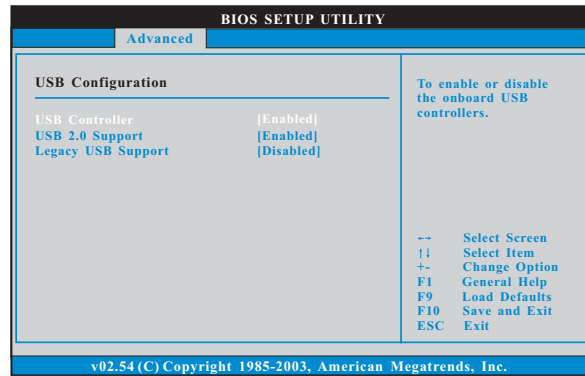 BIOS SETUP UTILITY
Advanced
USB Configuration
USB Controller [Enabled]
USB 2.0 Support [Enabled]
Legacy USB Support [Disabled]
To enable or disable
the onboard USB
controllers.
←→ Select Screen
↑↓ Select Item
+- Change Option
F1 General Help
F9 Load Defaults
F10 Save and Exit
ESC Exit
v02.54 (C) Copyright 1985-2003, American Megatrends, Inc.